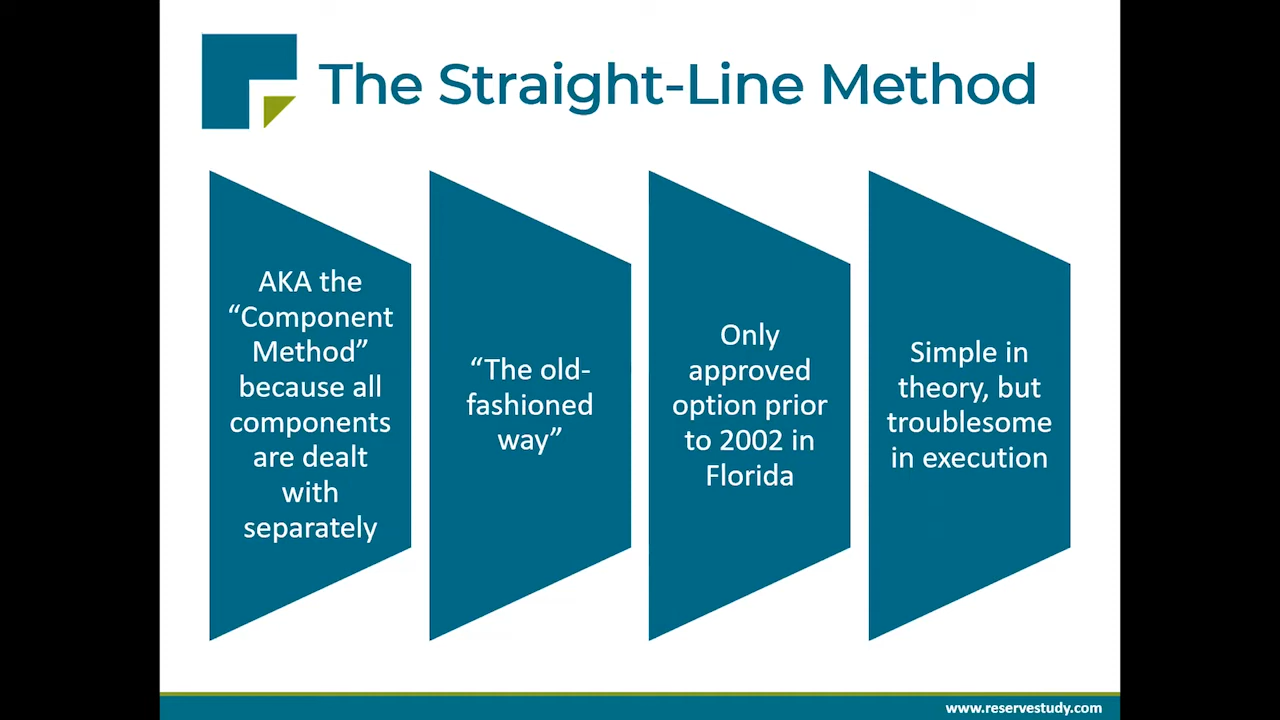 The Straight-Line Method
AKA the
“Component
Method”
because all
components
are dealt
with
separately
“The old-
fashioned
way”
Only
approved
option prior
to 2002 in
Florida
Simple in
theory, but
troublesome
in execution
www.reservestudy.com